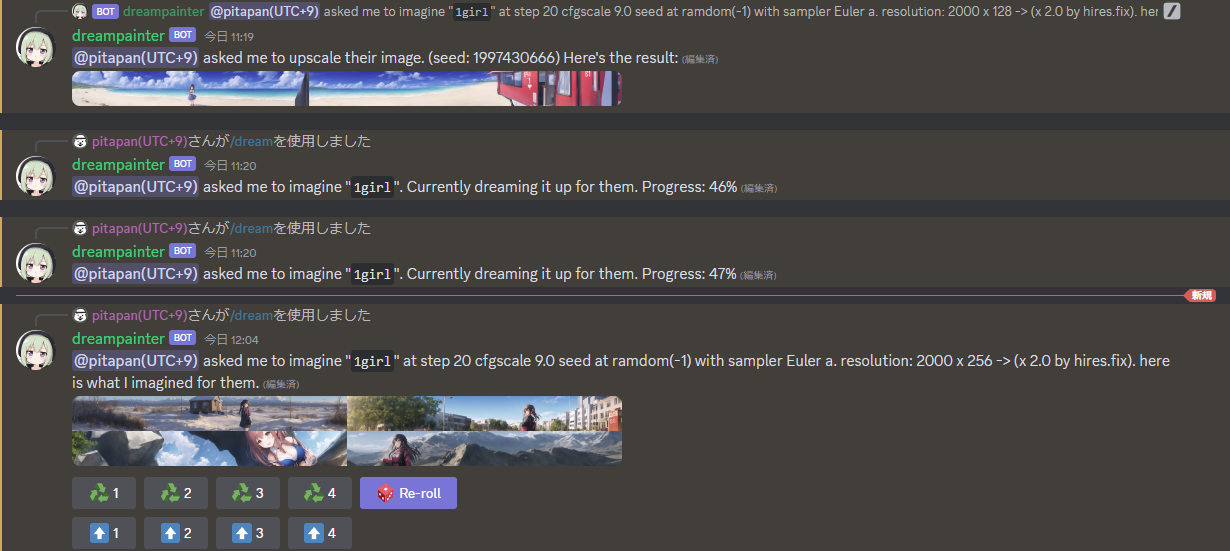 BOT dreampainter @pitapan(UTC+9) asked me to imagine "1girl" at step 20 cfgscale 9.0 seed at ramdom(-1) with sampler Euler a. resolution: 2000 x 128 -> (x 2.0 by hires.fix). her
dreampainter BOT 今日 11:19
@pitapan(UTC+9) asked me to upscale their image. (seed: 1997430666) Here's the result: (編集済)
pitapan(UTC+9)さんが/dreamを使用しました
dreampainter BOT 今日 11:20
@pitapan(UTC+9) asked me to imagine "1girl". Currently dreaming it up for them. Progress: 46% (編集済)
pitapan(UTC+9)さんが/dreamを使用しました
dreampainter BOT 今日 11:20
@pitapan(UTC+9) asked me to imagine "1girl". Currently dreaming it up for them. Progress: 47% (編集済)
新規
pitapan(UTC+9)さんが/dreamを使用しました
dreampainter BOT 今日 12:04
@pitapan(UTC+9) asked me to imagine "1girl" at step 20 cfgscale 9.0 seed at ramdom(-1) with sampler Euler a. resolution: 2000 x 256 -> (x 2.0 by hires.fix). here
is what I imagined for them. (編集済)
1 2 3 4 Re-roll
1 2 3 4